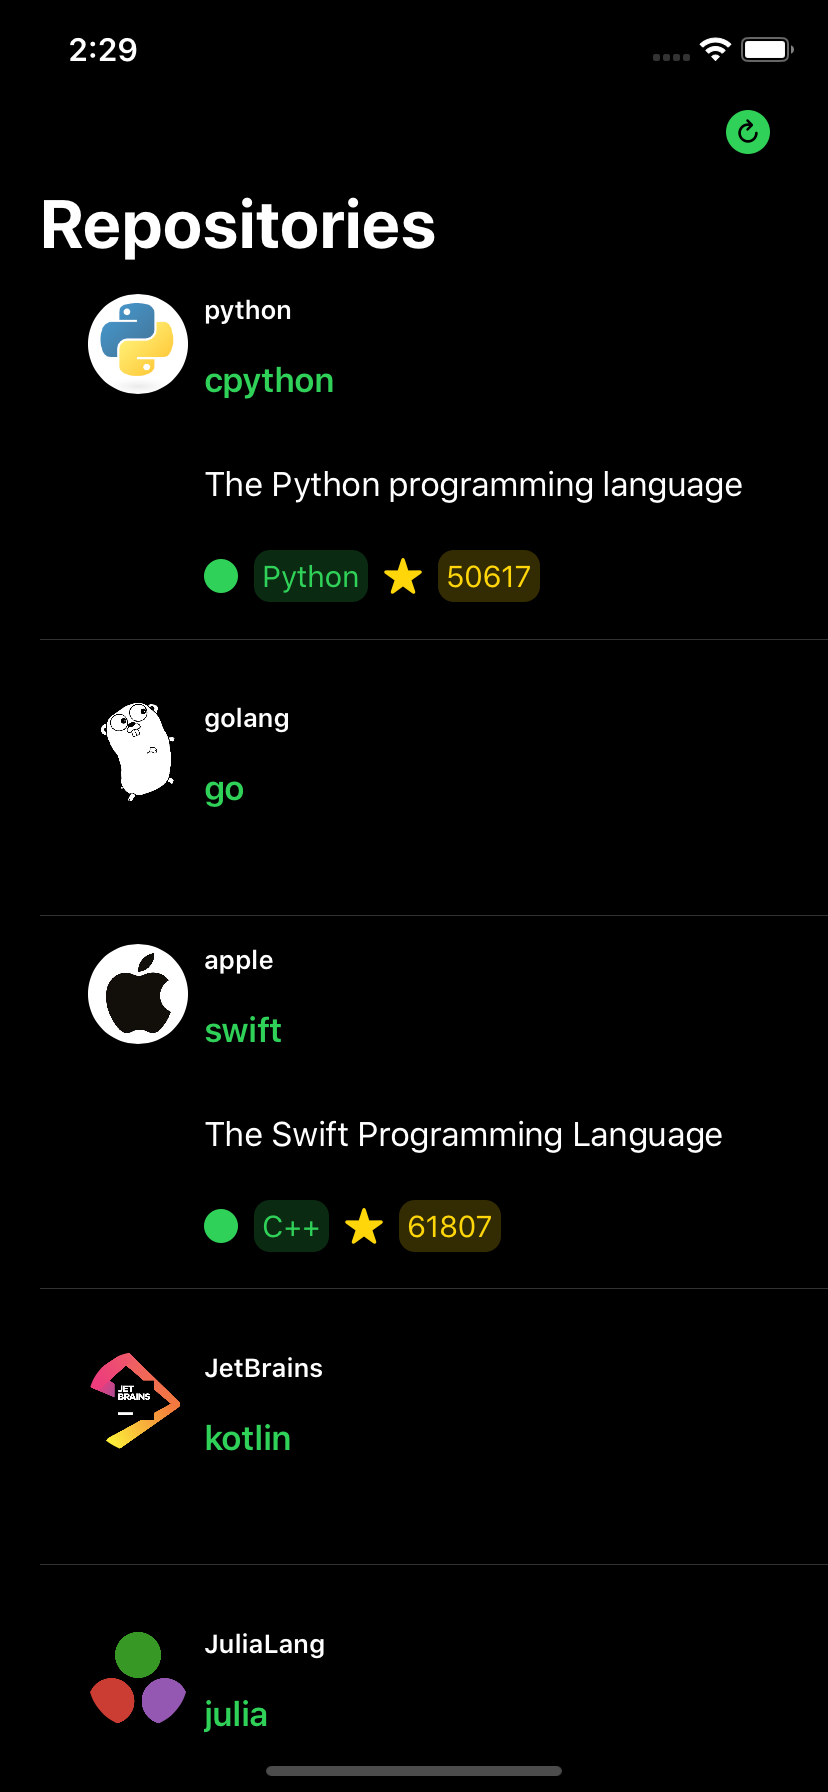 2:29
Repositories
python
cpython
The Python programming language
Python 50617
golang
go
apple
swift
The Swift Programming Language
C++ 61807
JET
BRAINS
JetBrains
kotlin
JuliaLang
julia